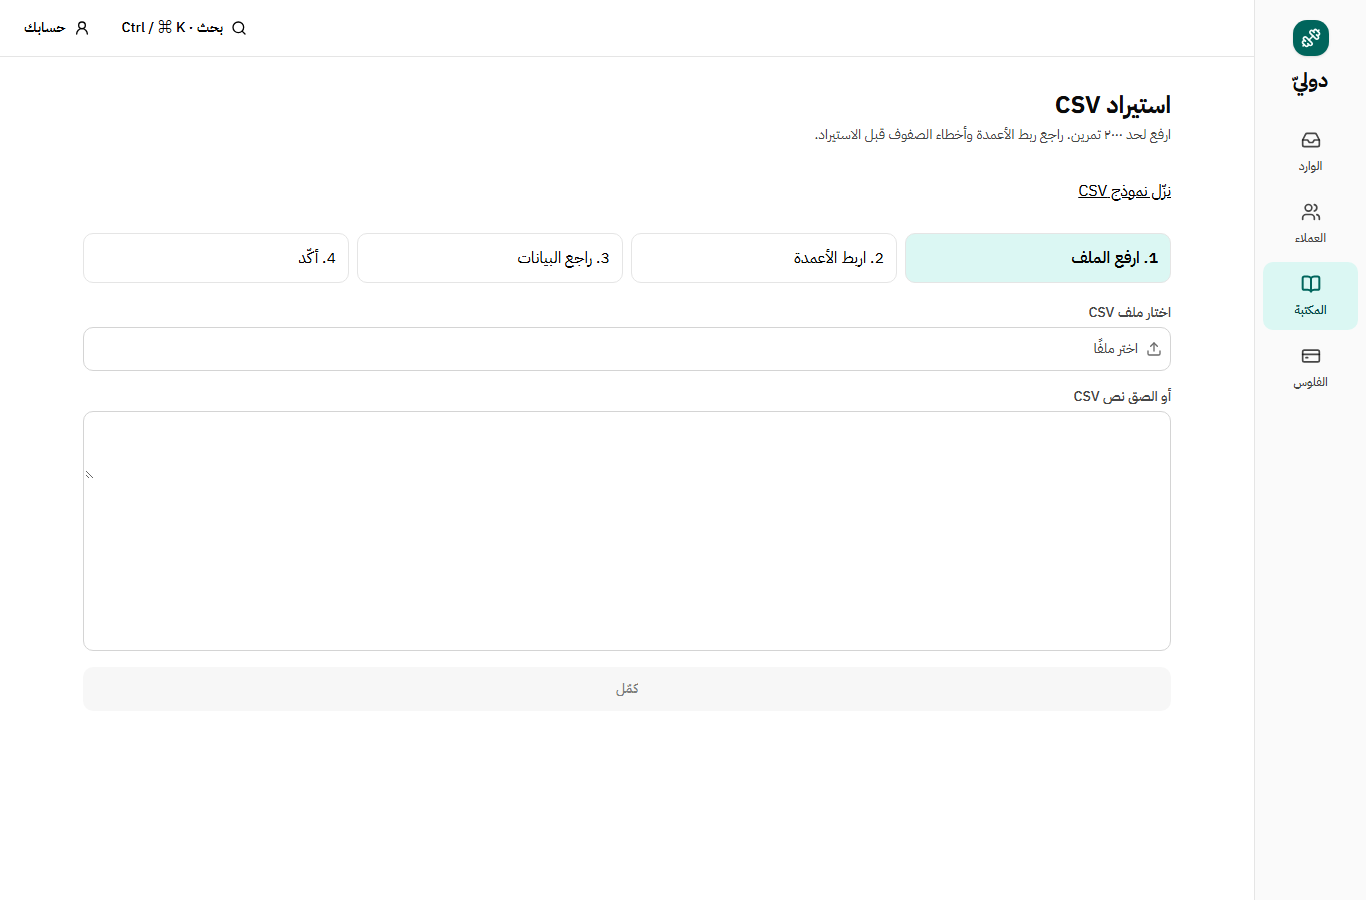 دوليّ
الوارد
العملاء
المكتبة
الفلوس
بحث · Ctrl / ⌘ K
حسابك
استيراد CSV
ارفع لحد ٢٠٠٠ تمرين. راجع ربط الأعمدة وأخطاء الصفوف قبل الاستيراد.
نزّل نموذج CSV
1. ارفع الملف
2. اربط الأعمدة
3. راجع البيانات
4. أكّد
اختار ملف CSV
اختر ملفًا
أو الصق نص CSV
كمّل